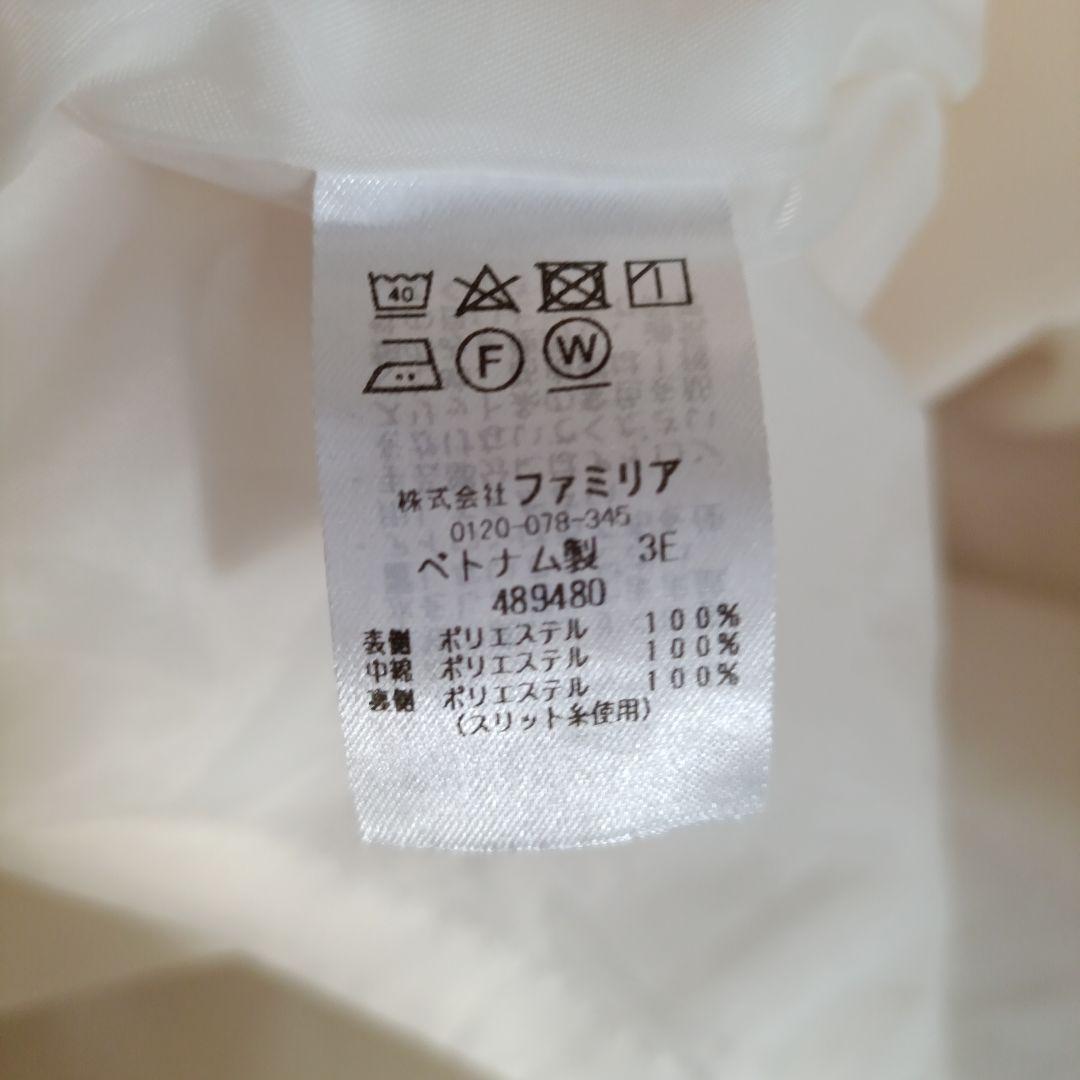 40
F W
株式会社 ファミリア
0120-078-345
ベトナム製 3E
489480
表側 ポリエステル 100%
中綿 ポリエステル 100%
裏側 ポリエステル 100%
(スリット糸使用)